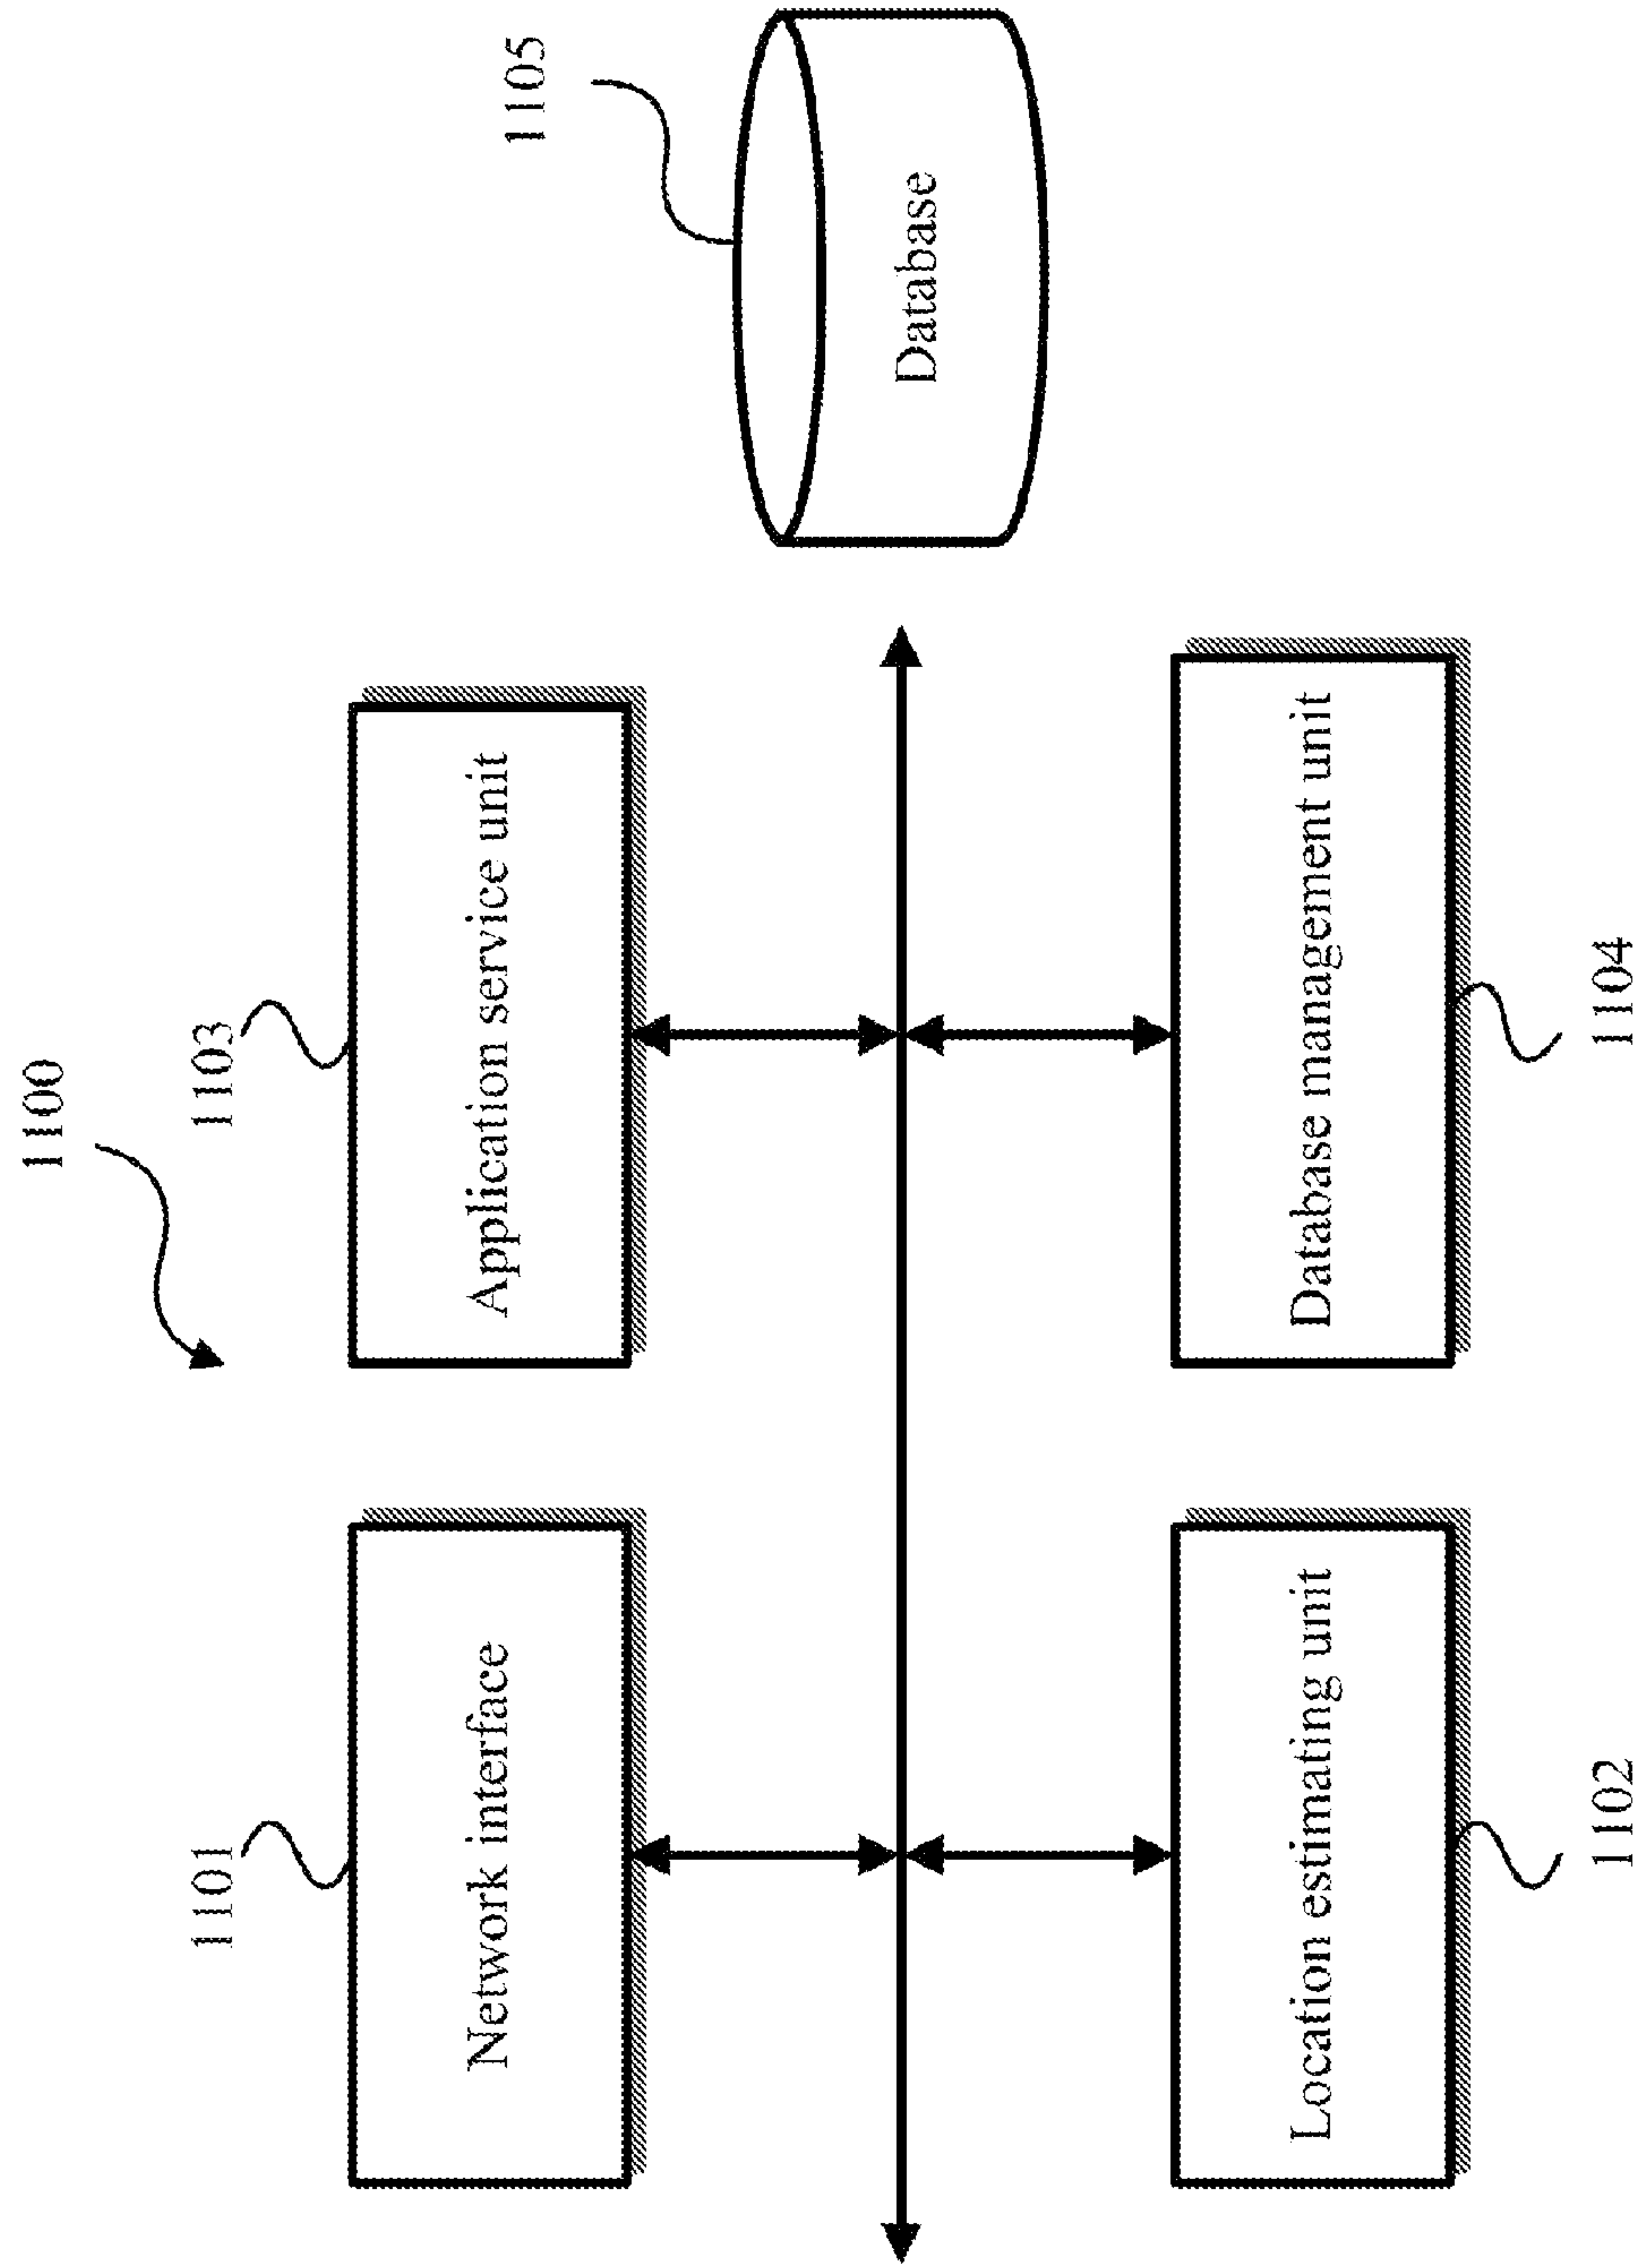 1100
1101
1103
Network interface
Application service unit
1105
Database
Location estimating unit
Database management unit
1102
1104